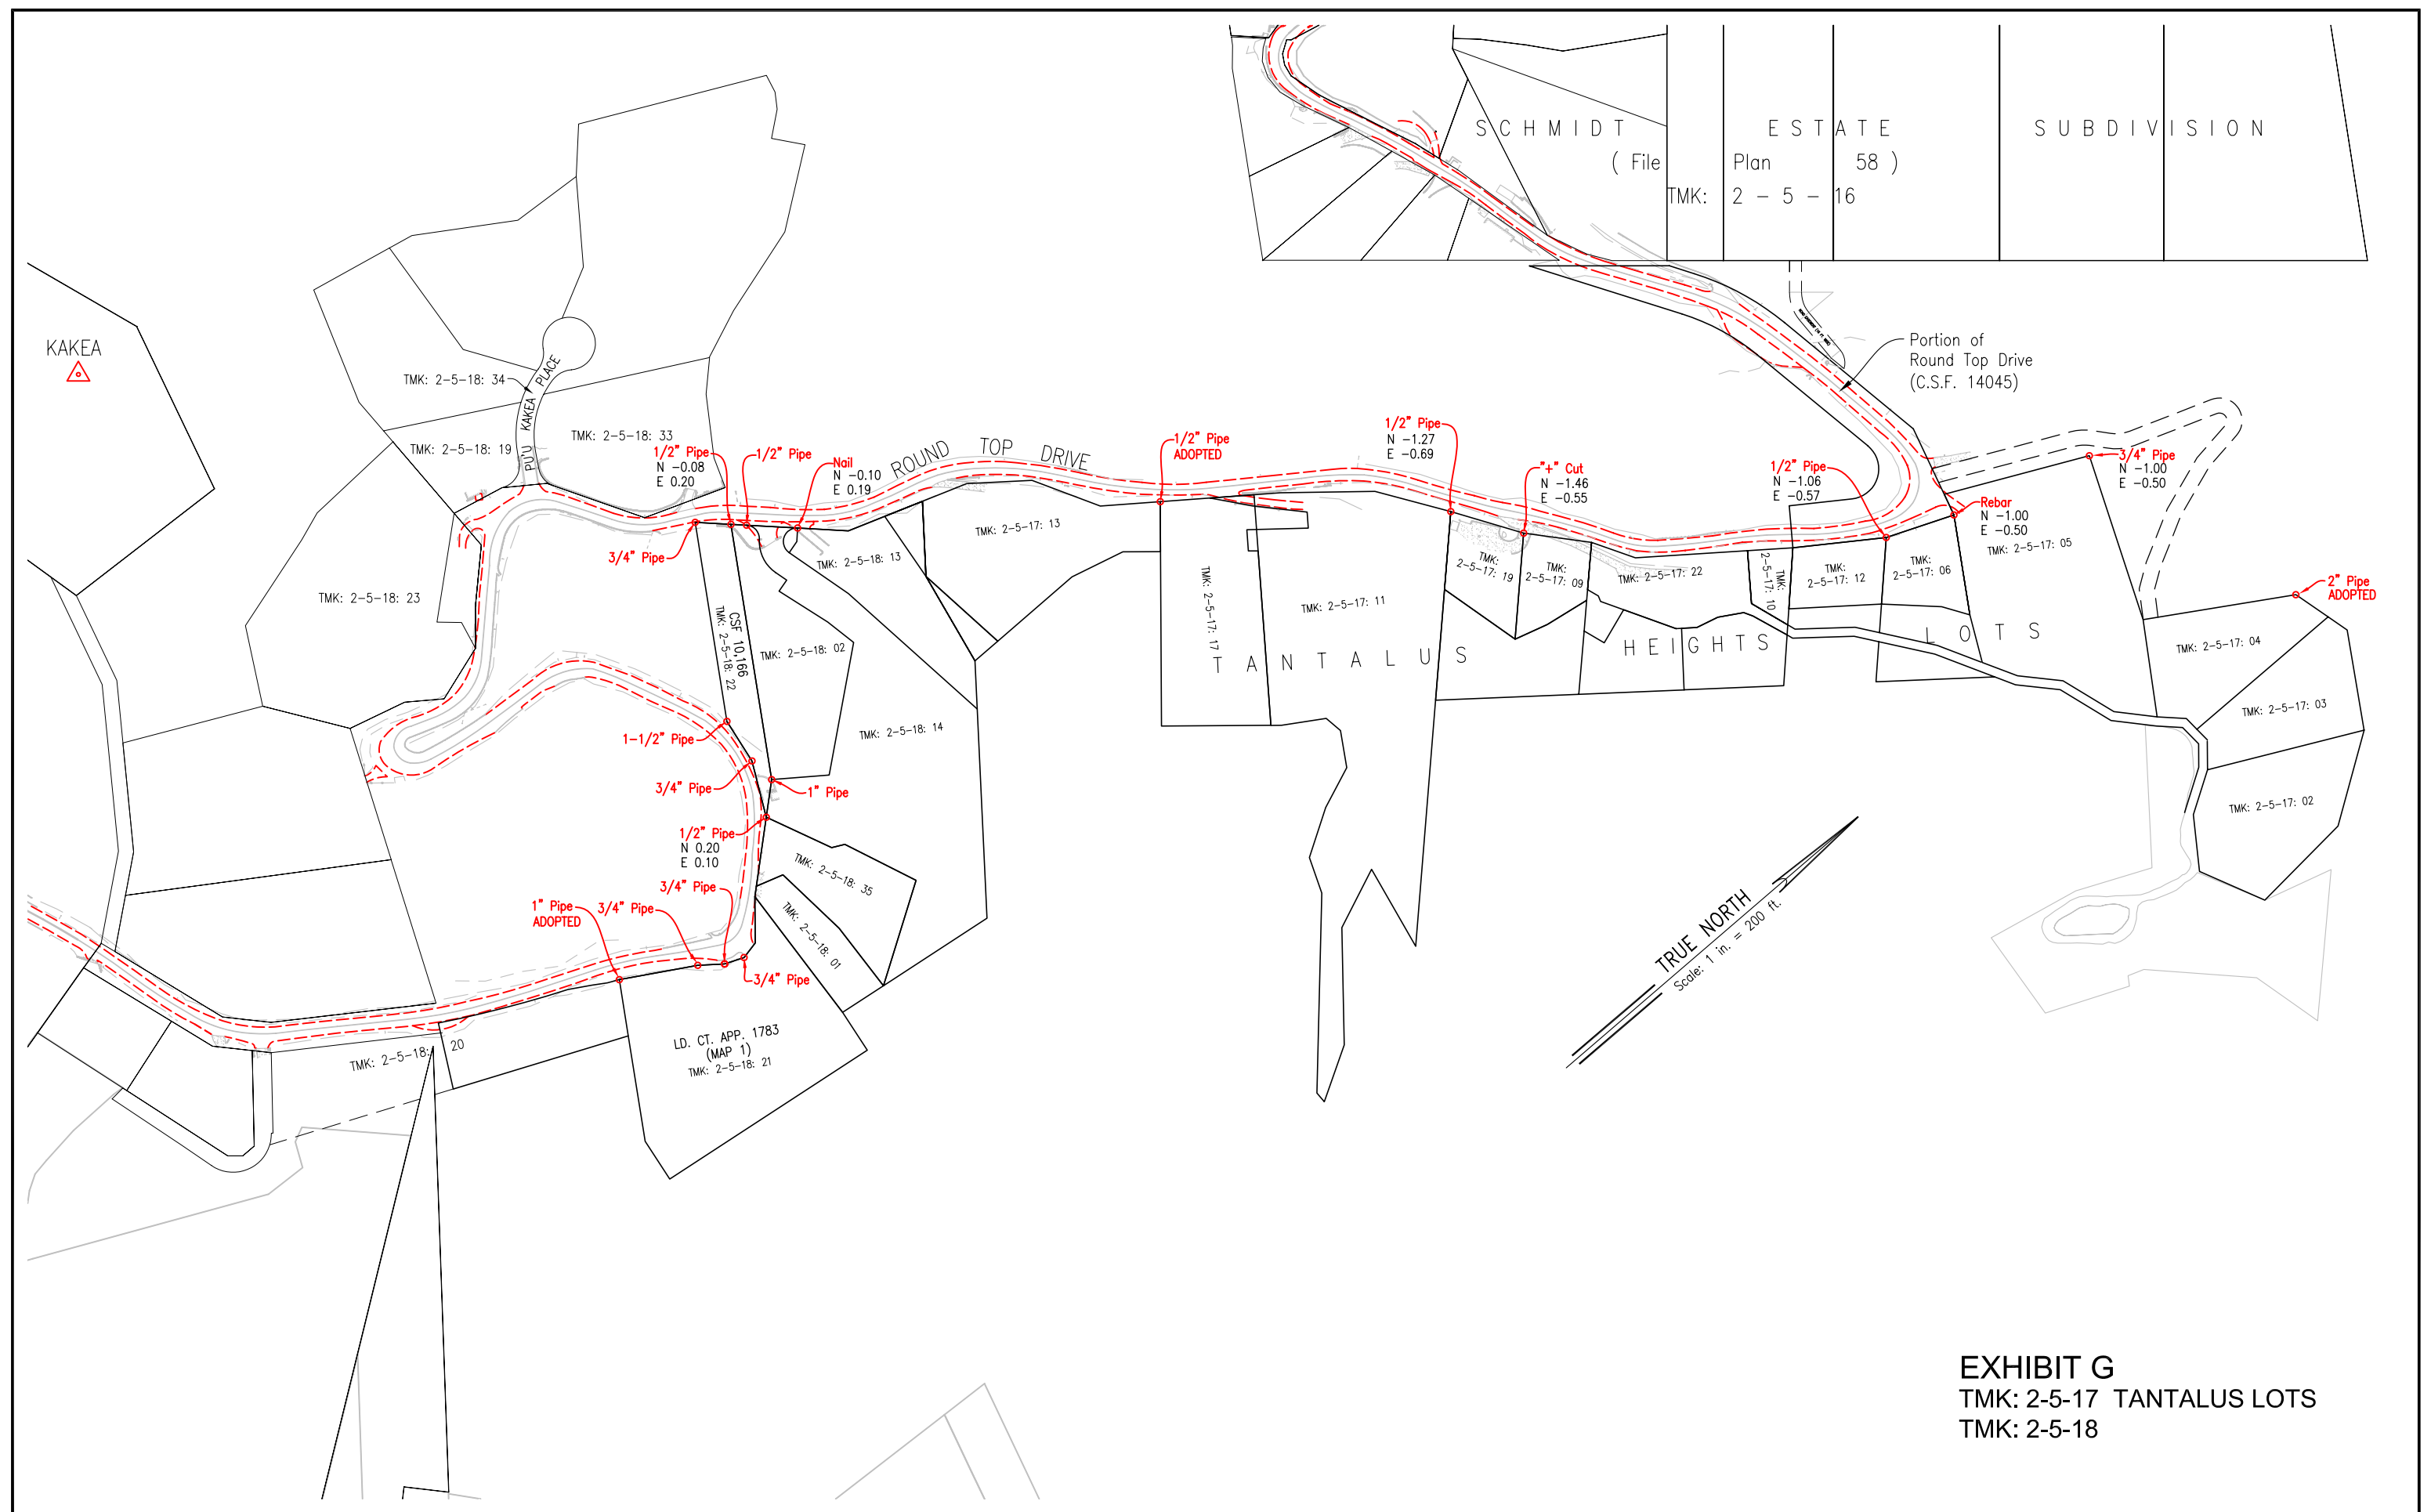 SCHMIDT ESTATE SUBDIVISION
( File Plan 58 )
TMK: 2 - 5 - 16
KAKEA
Portion of
Round Top Drive
(C.S.F. 14045)
TMK: 2-5-18: 34
PU'U KAKEA PLACE
TMK: 2-5-18: 19
TMK: 2-5-18: 33
1/2" Pipe
N -0.08
E 0.20
1/2" Pipe
Nail
N -0.10
E 0.19
ROUND TOP DRIVE
1/2" Pipe
ADOPTED
1/2" Pipe
N -1.27
E -0.69
"+" Cut
N -1.46
E -0.55
1/2" Pipe
N -1.06
E -0.57
3/4" Pipe
N -1.00
E -0.50
Rebar
N -1.00
E -0.50
TMK: 2-5-17: 05
3/4" Pipe
TMK: 2-5-18: 13
TMK: 2-5-17: 13
TMK: 2-5-17: 17
TMK: 2-5-17: 11
TMK:
2-5-17: 19
TMK:
2-5-17: 09
TMK: 2-5-17: 22
TMK:
2-5-17: 10
TMK:
2-5-17: 12
TMK:
2-5-17: 06
2" Pipe
ADOPTED
TMK: 2-5-18: 23
CSF 10,166
TMK: 2-5-18: 22
TMK: 2-5-18: 02
TANTALUS HEIGHTS LOTS
TMK: 2-5-17: 04
TMK: 2-5-17: 03
TMK: 2-5-17: 02
1-1/2" Pipe
TMK: 2-5-18: 14
3/4" Pipe
1" Pipe
1/2" Pipe
N 0.20
E 0.10
TMK: 2-5-18: 35
3/4" Pipe
1" Pipe
ADOPTED
3/4" Pipe
TMK: 2-5-18: 01
3/4" Pipe
TRUE NORTH
Scale: 1 in. = 200 ft.
LD. CT. APP. 1783
(MAP 1)
TMK: 2-5-18: 21
TMK: 2-5-18: 20
EXHIBIT G
TMK: 2-5-17 TANTALUS LOTS
TMK: 2-5-18